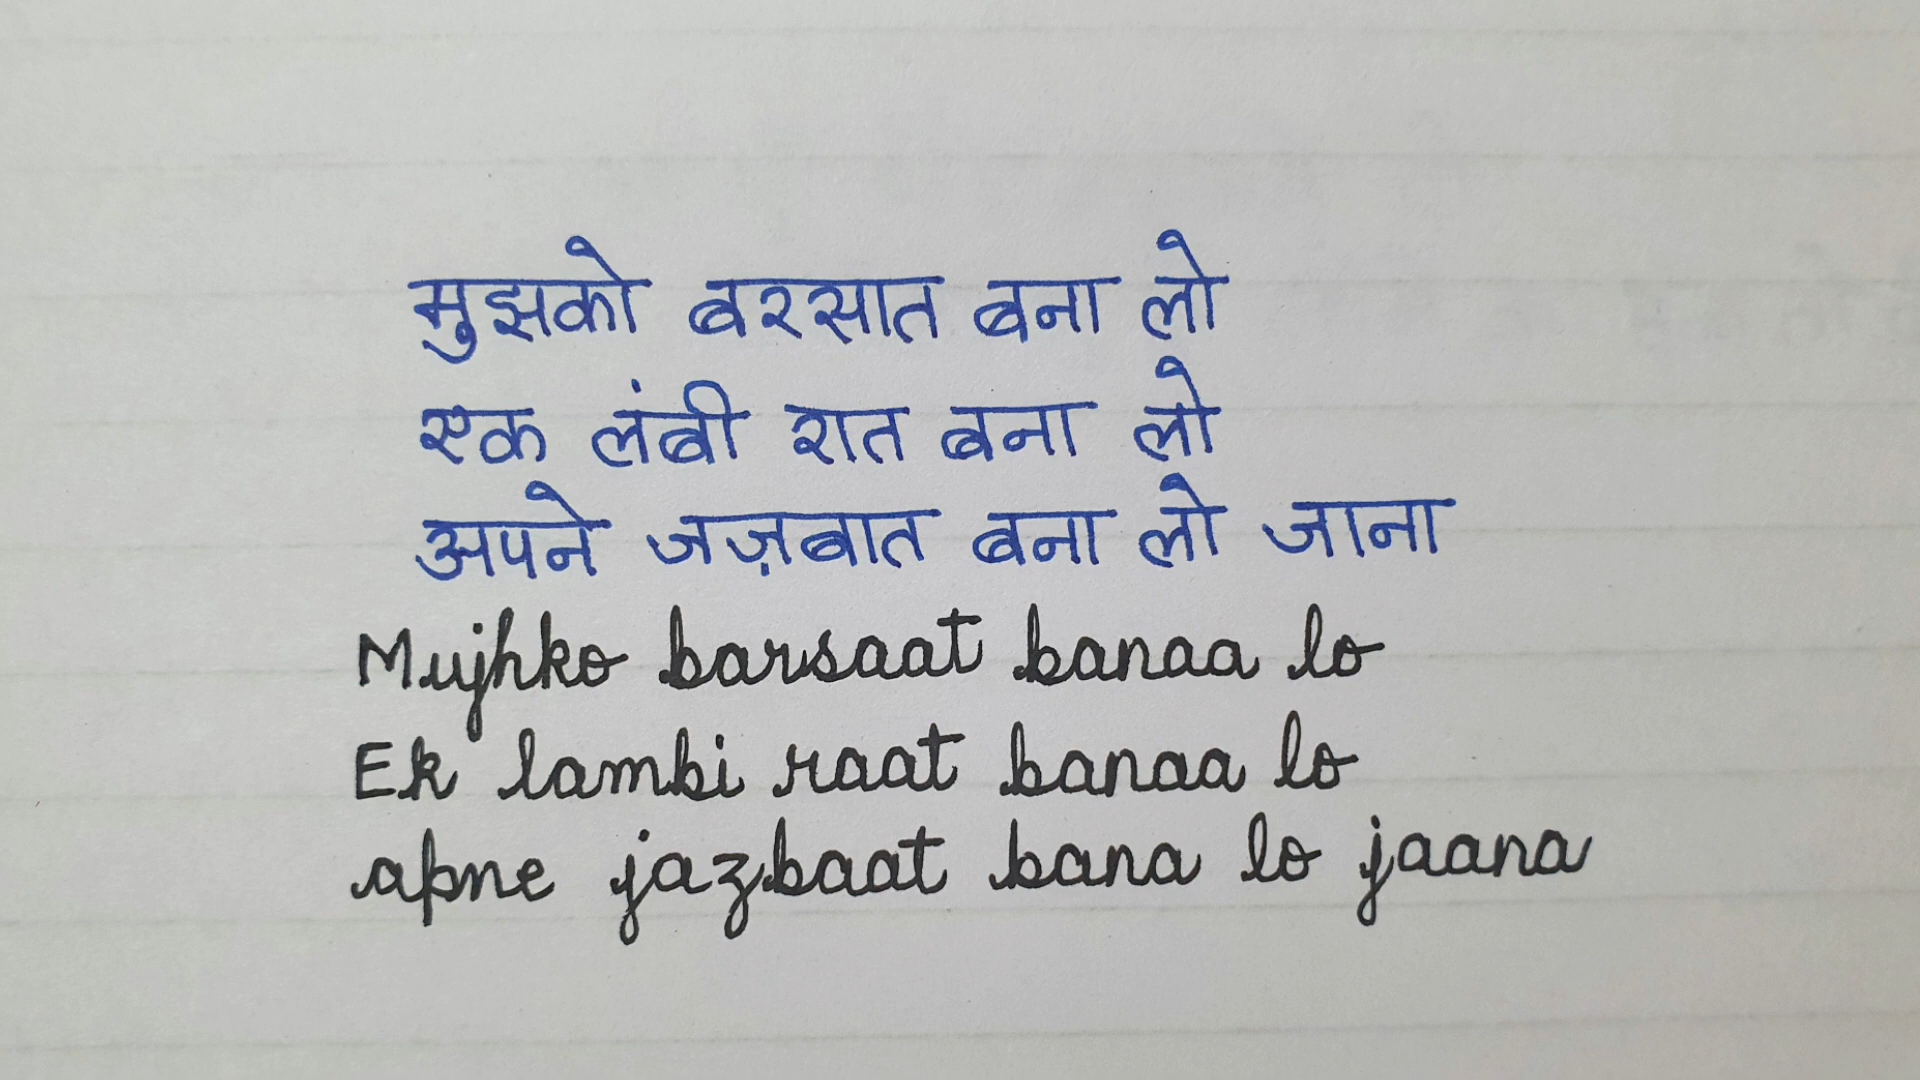 मुझको बरसात बना लो
एक लंबी रात बना लो
अपने जज़बात बना लो जाना
Mujhko barsaat banaa lo
Ek lambi raat banaa lo
apne jazbaat bana lo jaana